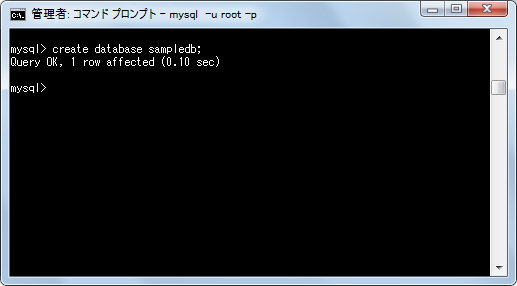 管理者: コマンド プロンプト - mysql -u root -p
mysql> create database sampledb;
Query OK, 1 row affected (0.10 sec)
mysql>